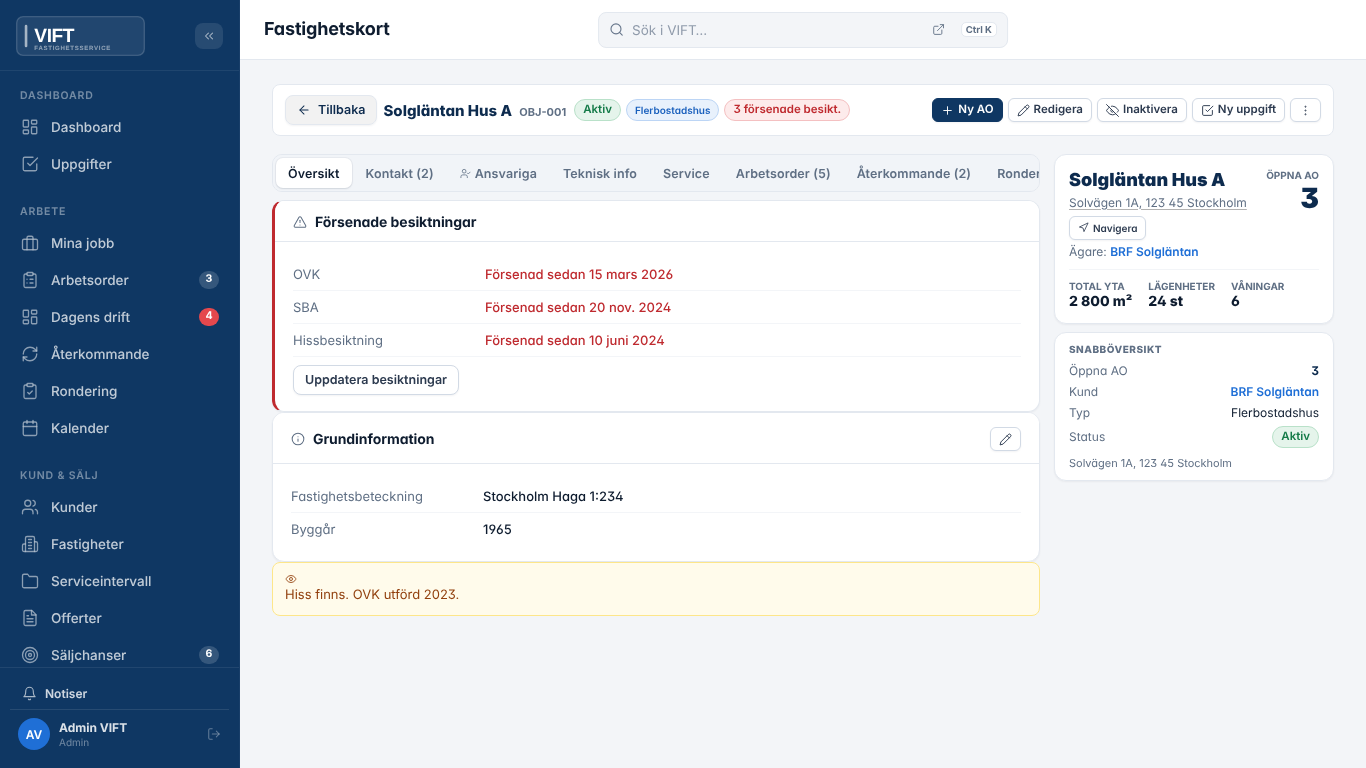 VIFT
FASTIGHETSSERVICE
DASHBOARD
Dashboard
Uppgifter
ARBETE
Mina jobb
Arbetsorder 3
Dagens drift 4
Återkommande
Rondering
Kalender
KUND & SÄLJ
Kunder
Fastigheter
Serviceintervall
Offerter
Säljchanser 6
Notiser
AV Admin VIFT
Admin
Fastighetskort
Sök i VIFT... Ctrl K
Tillbaka Solgläntan Hus A OBJ-001 Aktiv Flerbostadshus 3 försenade besikt. Ny AO Redigera Inaktivera Ny uppgift
Översikt Kontakt (2) Ansvariga Teknisk info Service Arbetsorder (5) Återkommande (2) Ronder
Försenade besiktningar
OVK Försenad sedan 15 mars 2026
SBA Försenad sedan 20 nov. 2024
Hissbesiktning Försenad sedan 10 juni 2024
Uppdatera besiktningar
Grundinformation
Fastighetsbeteckning Stockholm Haga 1:234
Byggår 1965
Hiss finns. OVK utförd 2023.
Solgläntan Hus A ÖPPNA AO
3
Solvägen 1A, 123 45 Stockholm
Navigera
Ägare: BRF Solgläntan
TOTAL YTA LÄGENHETER VÅNINGAR
2 800 m² 24 st 6
SNABBÖVERSIKT
Öppna AO 3
Kund BRF Solgläntan
Typ Flerbostadshus
Status Aktiv
Solvägen 1A, 123 45 Stockholm